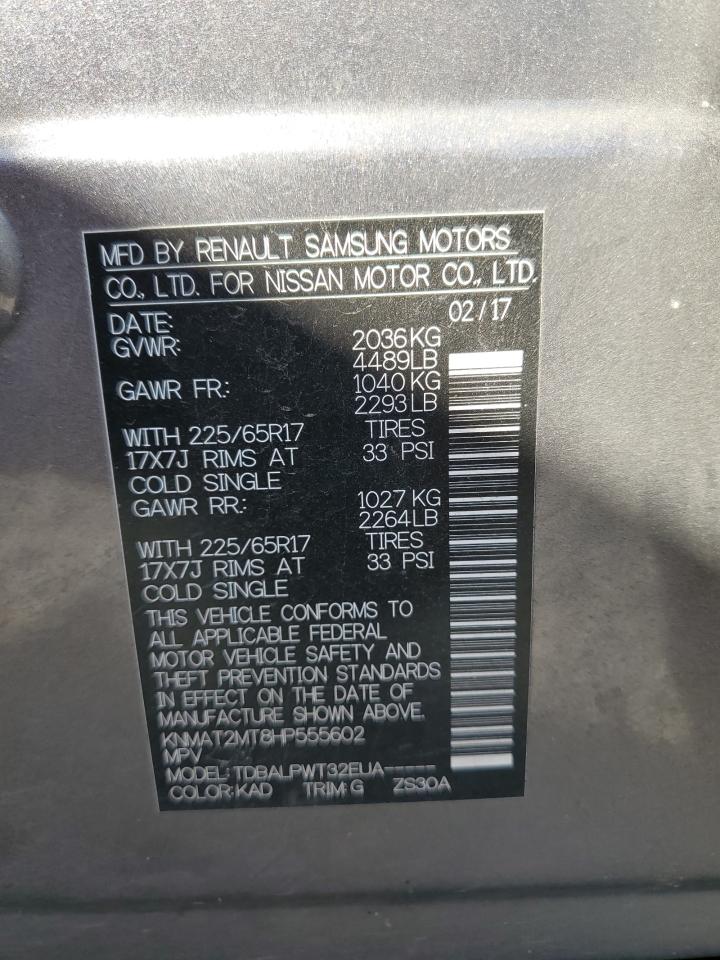 MFD BY RENAULT SAMSUNG MOTORS
CO., LTD. FOR NISSAN MOTOR CO., LTD.
DATE: 02/17
GVWR: 2036KG
4489LB
GAWR FR: 1040KG
2293LB
WITH 225/65R17 TIRES
17X7J RIMS AT 33 PSI
COLD SINGLE
GAWR RR: 1027KG
2264LB
WITH 225/65R17 TIRES
17X7J RIMS AT 33 PSI
COLD SINGLE
THIS VEHICLE CONFORMS TO
ALL APPLICABLE FEDERAL
MOTOR VEHICLE SAFETY AND
THEFT PREVENTION STANDARDS
IN EFFECT ON THE DATE OF
MANUFACTURE SHOWN ABOVE.
KNMAT2MT8HP555602
MPV
MODEL: TDBALPWT32EUA-----
COLOR:KAD TRIM:G ZS30A